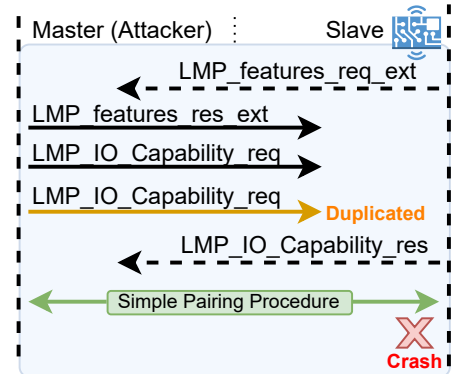 Master (Attacker) Slave
LMP_features_req_ext
LMP_features_res_ext
LMP_IO_Capability_req
LMP_IO_Capability_req
Duplicated
LMP_IO_Capability_res
Simple Pairing Procedure
Crash